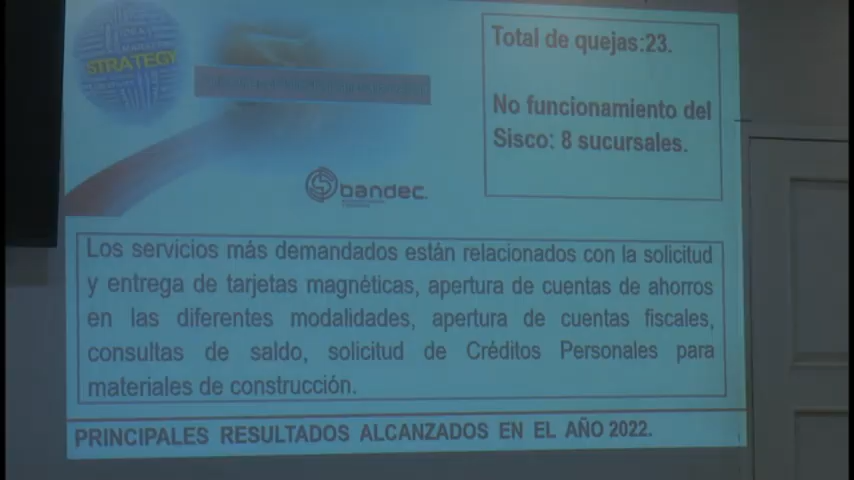 STRATEGY
Total de quejas:23.
No funcionamiento del
Sisco: 8 sucursales.
bandec.
Los servicios más demandados están relacionados con la solicitud
y entrega de tarjetas magnéticas, apertura de cuentas de ahorros
en las diferentes modalidades, apertura de cuentas fiscales,
consultas de saldo, solicitud de Créditos Personales para
materiales de construcción.
PRINCIPALES RESULTADOS ALCANZADOS EN EL AÑO 2022.